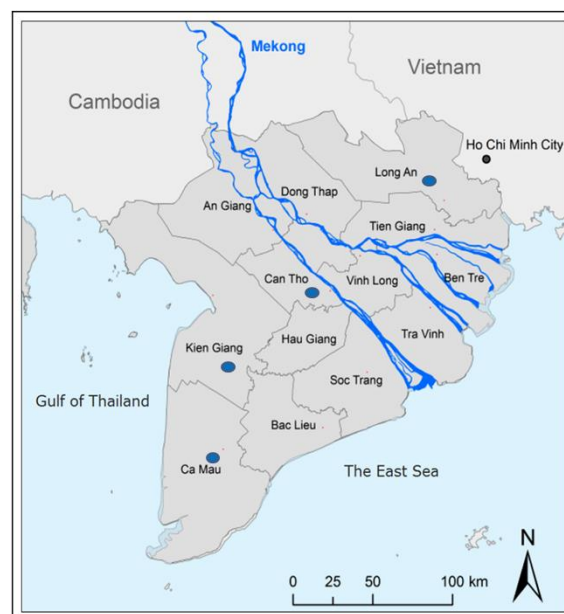 Mekong
Vietnam
Cambodia
Ho Chi Minh City
Long An
Dong Thap
An Giang
Tien Giang
Can Tho
Vinh Long
Ben Tre
Kien Giang
Hau Giang
Tra Vinh
Soc Trang
Gulf of Thailand
Bac Lieu
Ca Mau
The East Sea
N
0 25 50 100 km